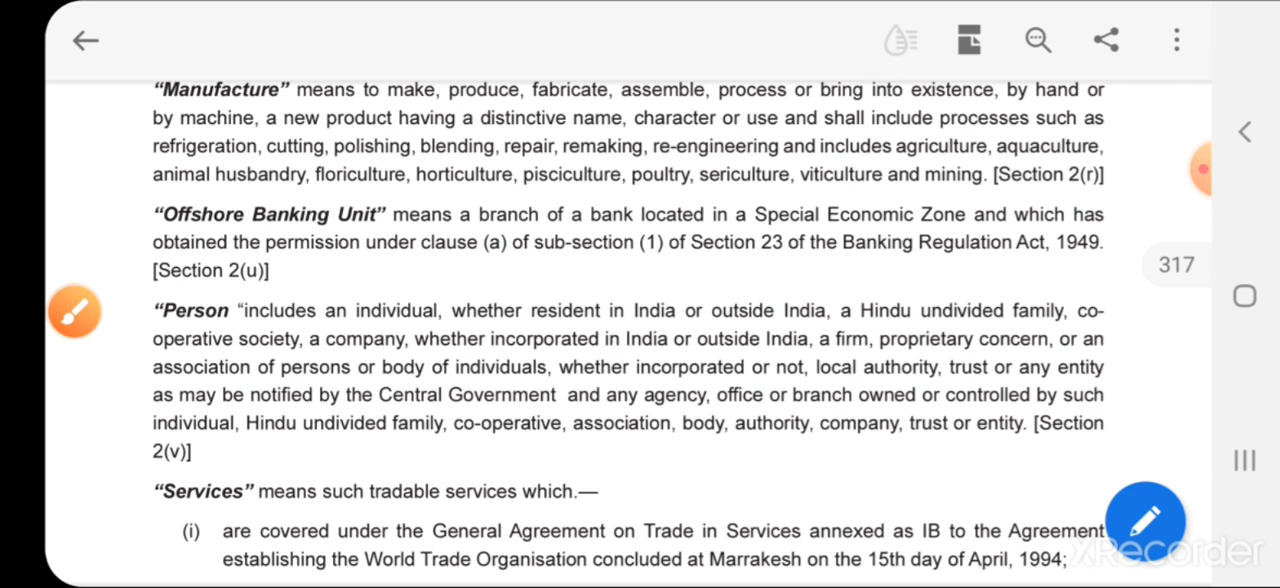 “Manufacture” means to make, produce, fabricate, assemble, process or bring into existence, by hand or
by machine, a new product having a distinctive name, character or use and shall include processes such as
refrigeration, cutting, polishing, blending, repair, remaking, re-engineering and includes agriculture, aquaculture,
animal husbandry, floriculture, horticulture, pisciculture, poultry, sericulture, viticulture and mining. [Section 2(r)]
“Offshore Banking Unit” means a branch of a bank located in a Special Economic Zone and which has
obtained the permission under clause (a) of sub-section (1) of Section 23 of the Banking Regulation Act, 1949.
[Section 2(u)]
317
“Person “includes an individual, whether resident in India or outside India, a Hindu undivided family, co-
operative society, a company, whether incorporated in India or outside India, a firm, proprietary concern, or an
association of persons or body of individuals, whether incorporated or not, local authority, trust or any entity
as may be notified by the Central Government and any agency, office or branch owned or controlled by such
individual, Hindu undivided family, co-operative, association, body, authority, company, trust or entity. [Section
2(v)]
“Services” means such tradable services which.—
(i) are covered under the General Agreement on Trade in Services annexed as IB to the Agreement
establishing the World Trade Organisation concluded at Marrakesh on the 15th day of April, 1994;
XRecorder